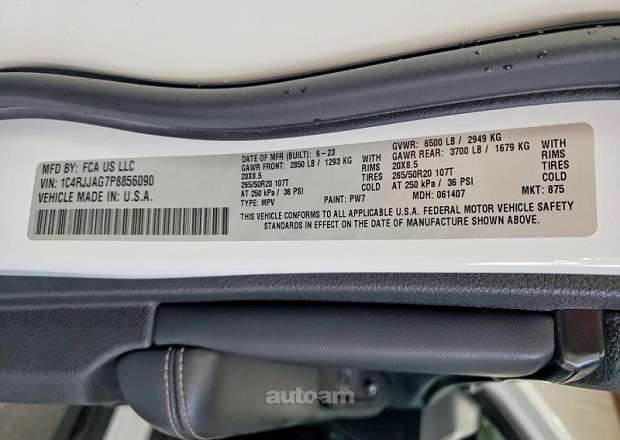 MFD BY: FCA US LLC
VIN: 1C4RJJAG7P8856090
VEHICLE MADE IN: U.S.A.
DATE OF MFR (BUILT): 6-23
GAWR FRONT: 2850 LB / 1293 KG WITH
20X8.5 RIMS
265/50R20 107T TIRES
AT 250 kPa / 36 PSI COLD
TYPE: MPV PAINT: PW7
GVWR: 6500 LB / 2949 KG
GAWR REAR: 3700 LB / 1679 KG WITH
20X8.5 RIMS
265/50R20 107T TIRES
AT 250 kPa / 36 PSI COLD
MDH: 061407 MKT: 875
THIS VEHICLE CONFORMS TO ALL APPLICABLE U.S.A. FEDERAL MOTOR VEHICLE SAFETY
STANDARDS IN EFFECT ON THE DATE OF MANUFACTURE SHOWN ABOVE.
autoam